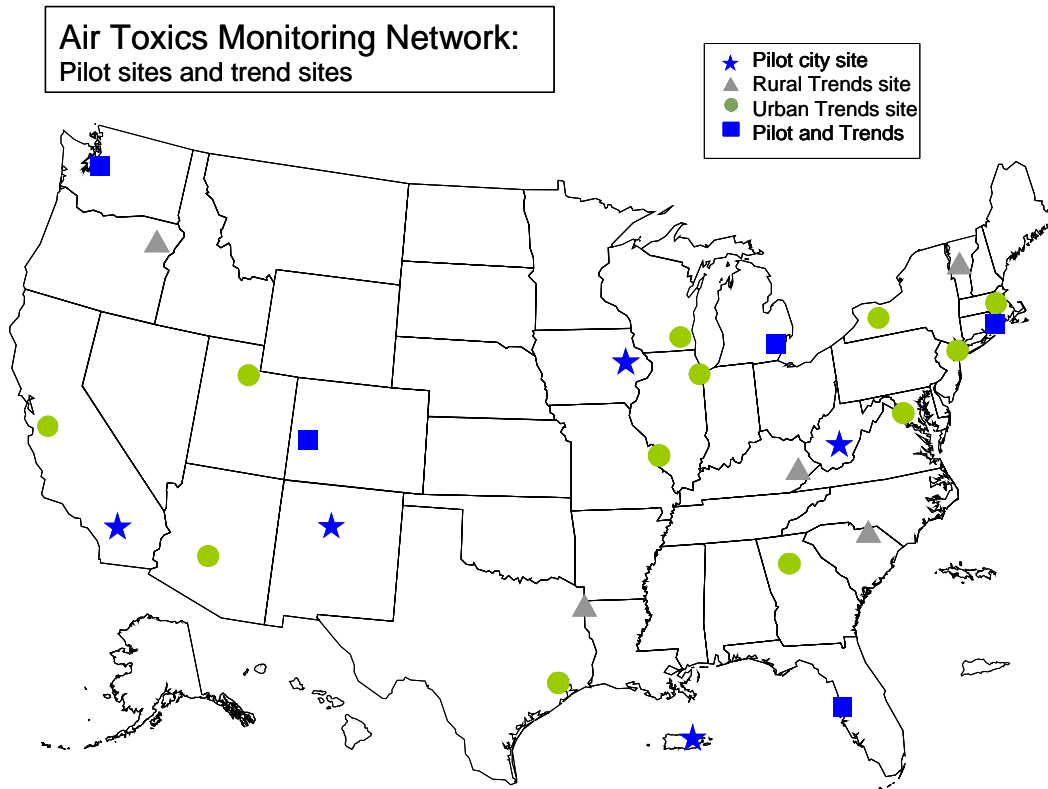 Air Toxics Monitoring Network:
Pilot sites and trend sites
Pilot city site
Rural Trends site
Urban Trends site
Pilot and Trends